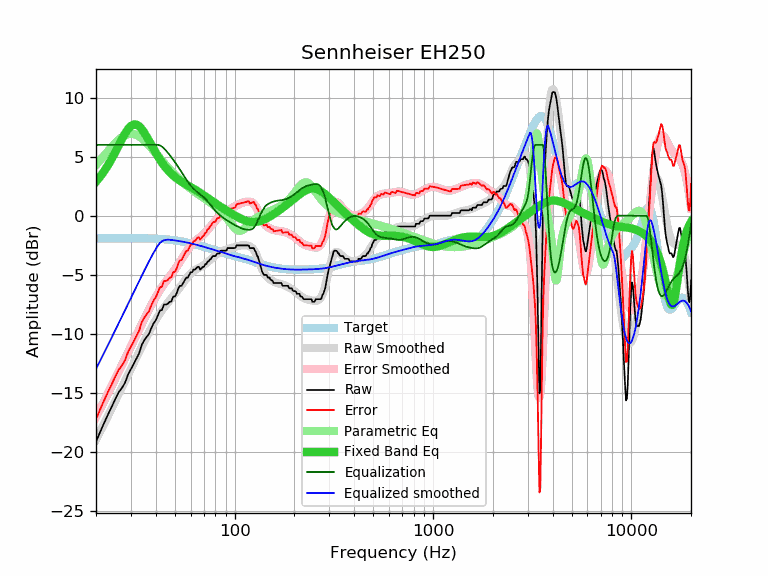 Sennheiser EH250
Amplitude (dBr)
10
5
0
−5
−10
−15
−20
−25
Target
Raw Smoothed
Error Smoothed
Raw
Error
Parametric Eq
Fixed Band Eq
Equalization
Equalized smoothed
100
1000
10000
Frequency (Hz)